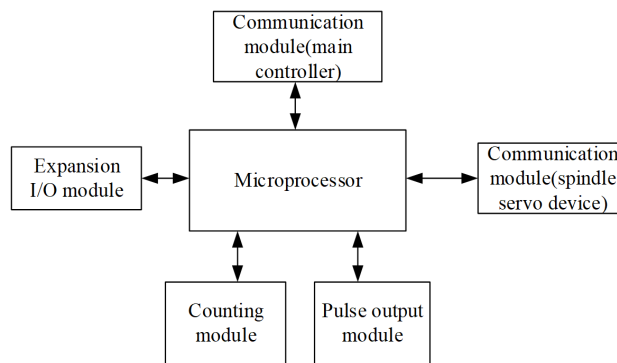 Communication
module(main
controller)
Expansion
I/O module
Microprocessor
Communication
module(spindle
servo device)
Counting
module
Pulse output
module